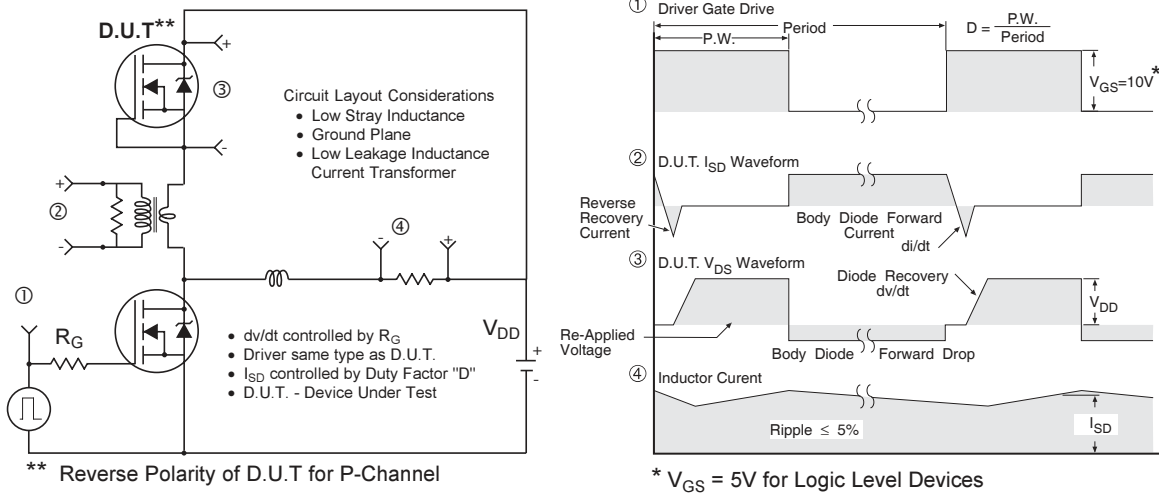 D.U.T**
+
③
-
Circuit Layout Considerations
• Low Stray Inductance
• Ground Plane
• Low Leakage Inductance
Current Transformer
+
②
-
④
- +
①
R_G
V_DD
+
-
• dv/dt controlled by R_G
• Driver same type as D.U.T.
• I_SD controlled by Duty Factor "D"
• D.U.T. - Device Under Test
** Reverse Polarity of D.U.T for P-Channel
① Driver Gate Drive
P.W.
Period
D = P.W. / Period
V_GS=10V*
② D.U.T. I_SD Waveform
Reverse
Recovery
Current
Body Diode Forward
Current
di/dt
③ D.U.T. V_DS Waveform
Diode Recovery
dv/dt
V_DD
Re-Applied
Voltage
Body Diode Forward Drop
④ Inductor Curent
Ripple ≤ 5%
I_SD
* V_GS = 5V for Logic Level Devices